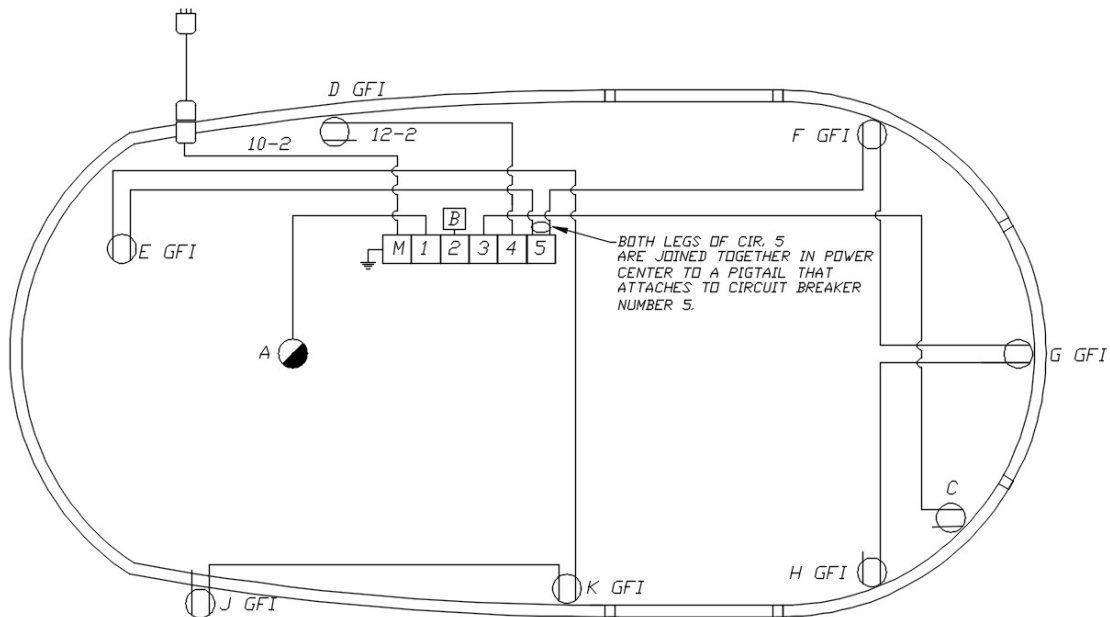 D GFI
10-2
12-2
F GFI
B
E GFI
M 1 2 3 4 5
BOTH LEGS OF CIR. 5
ARE JOINED TOGETHER IN POWER
CENTER TO A PIGTAIL THAT
ATTACHES TO CIRCUIT BREAKER
NUMBER 5.
A
G GFI
C
H GFI
K GFI
J GFI